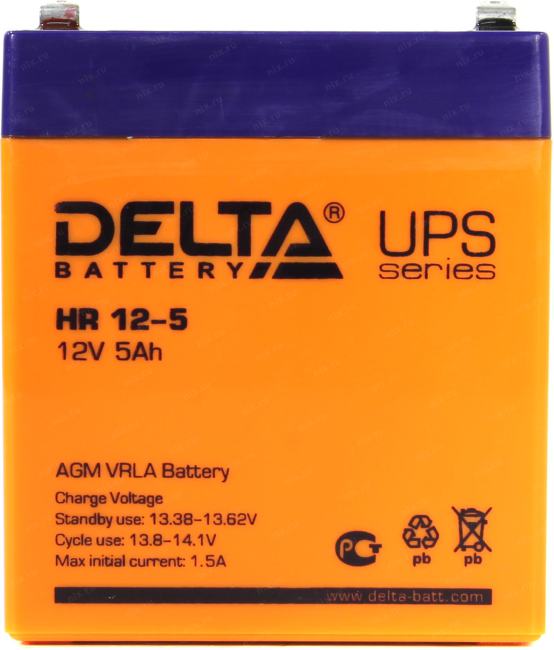 DELTA®
BATTERY
UPS
series
HR 12-5
12V 5Ah
AGM VRLA Battery
Charge Voltage
Standby use: 13.38-13.62V
Cycle use: 13.8-14.1V
Max initial current: 1.5A
РСТ
pb
pb
www.delta-batt.com